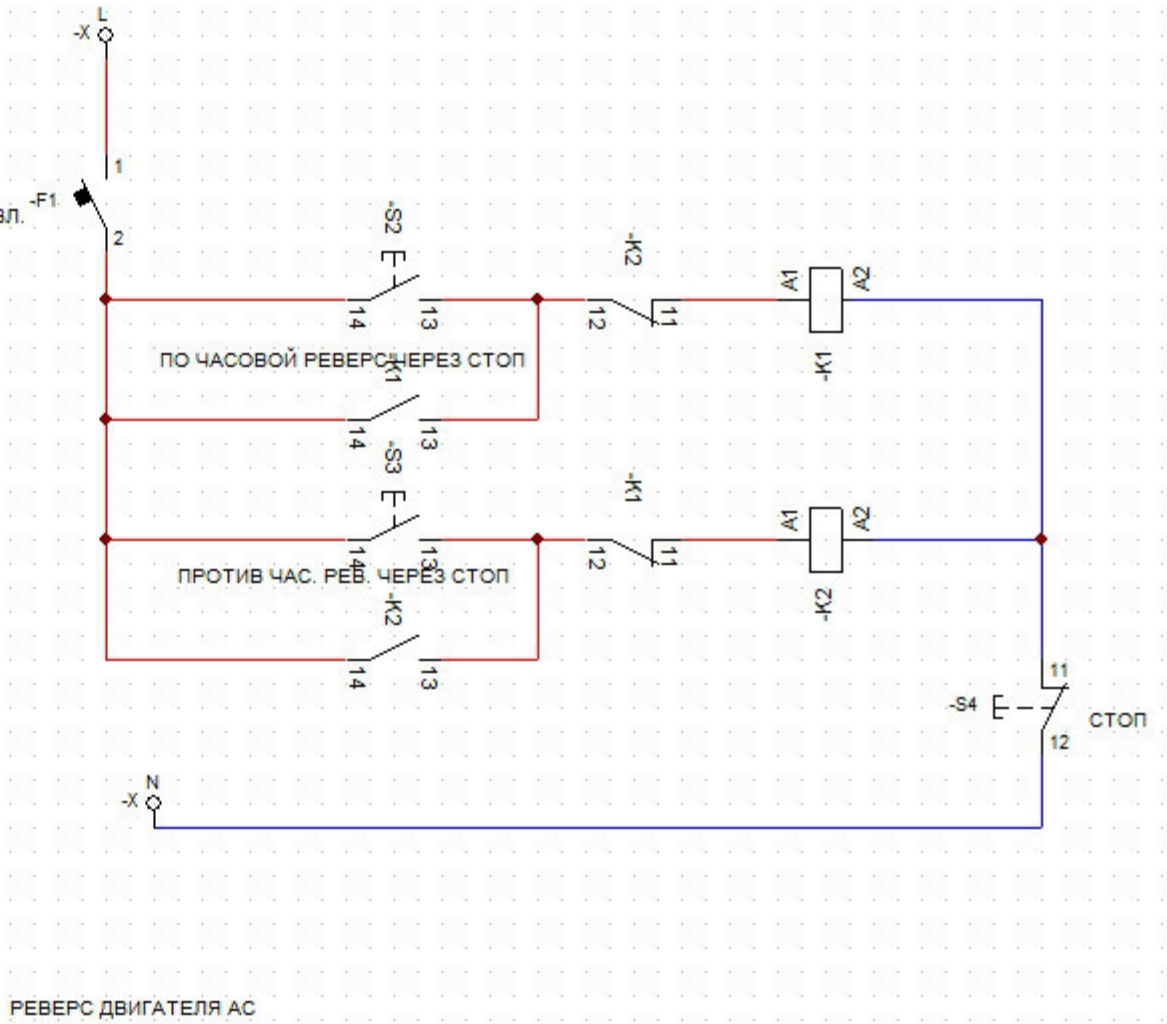 L
-X
1
-F1
ВЛ.
2
-S2
14
13
-K2
12
11
A1
A2
-K1
ПО ЧАСОВОЙ РЕВЕРС ЧЕРЕЗ СТОП
-K1
14
13
-S3
14
13
-K1
12
11
A1
A2
-K2
ПРОТИВ ЧАС. РЕВ. ЧЕРЕЗ СТОП
-K2
14
13
11
-S4
СТОП
12
N
-X
РЕВЕРС ДВИГАТЕЛЯ АС